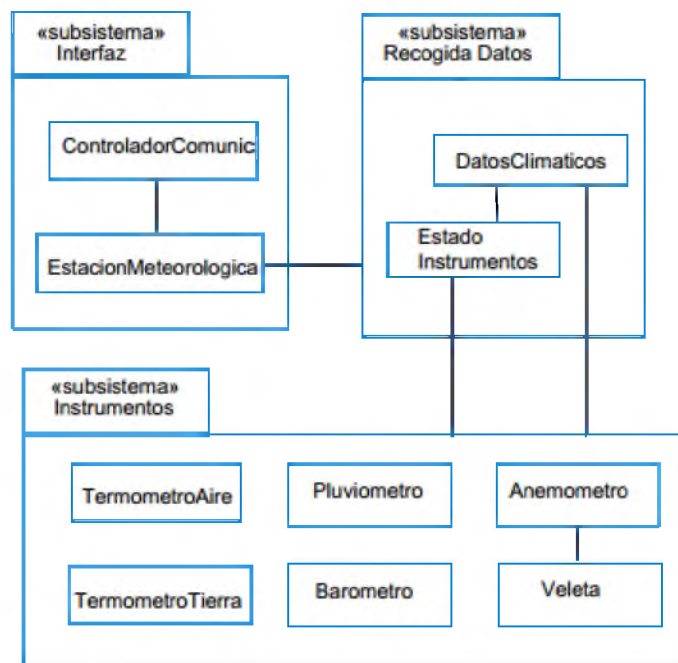 «subsistema»
Interfaz
ControladorComunic
EstacionMeteorologica
«subsistema»
Recogida Datos
DatosClimaticos
Estado
Instrumentos
«subsistema»
Instrumentos
TermometroAire
Pluviometro
Anemometro
TermometroTierra
Barometro
Veleta